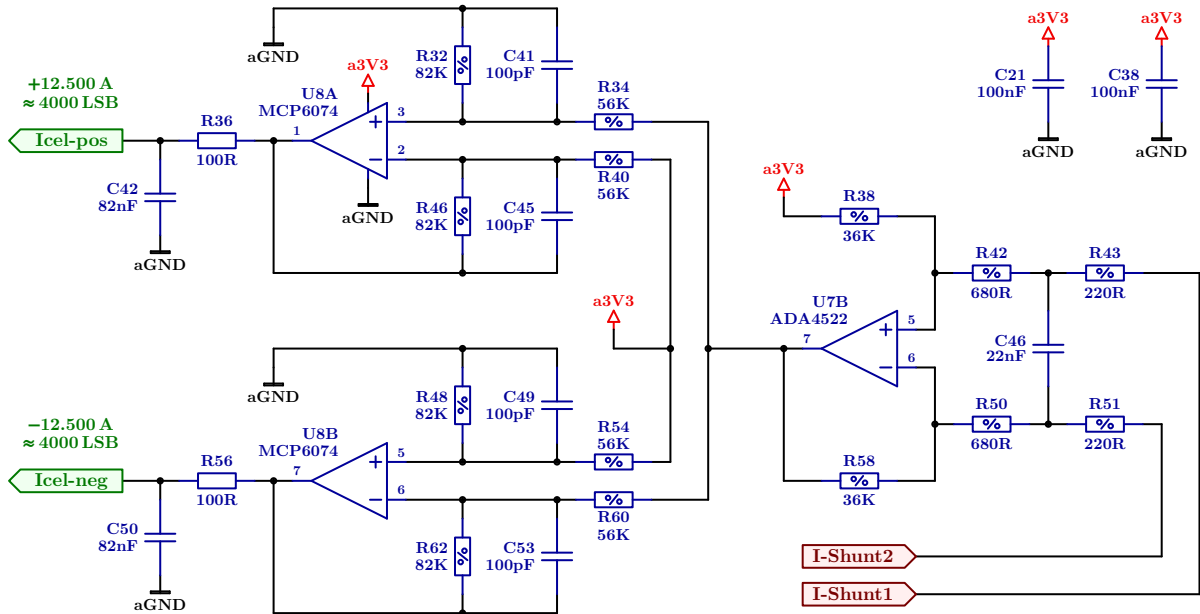 +12.500 A
≈ 4000 LSB
Icel-pos
R36
100R
C42
82nF
aGND
aGND
a3V3
U8A
MCP6074
3
1
2
aGND
R32
82K
C41
100pF
R34
56K
R40
56K
R46
82K
C45
100pF
a3V3
C21
100nF
aGND
a3V3
C38
100nF
aGND
a3V3
R38
36K
R42
680R
R43
220R
U7B
ADA4522
5
7
6
C46
22nF
R50
680R
R51
220R
R58
36K
a3V3
aGND
R48
82K
C49
100pF
R54
56K
−12.500 A
≈ 4000 LSB
Icel-neg
R56
100R
C50
82nF
aGND
U8B
MCP6074
5
7
6
R60
56K
R62
82K
C53
100pF
I-Shunt2
I-Shunt1